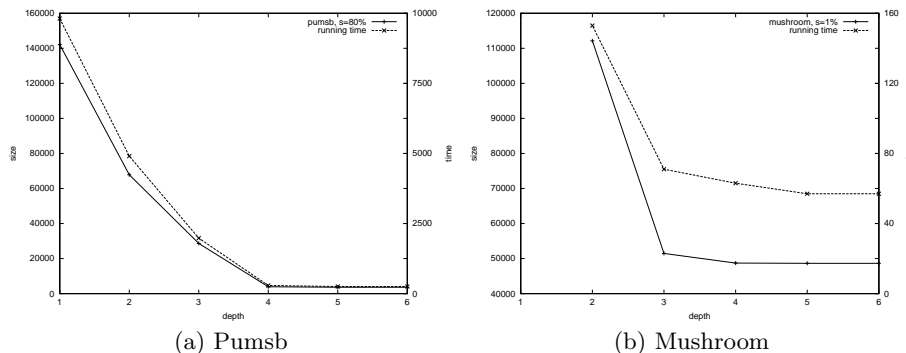 160000
140000
120000
100000
80000
60000
40000
20000
0
size
pumsb, s=80%
running time
10000
7500
5000
2500
0
time
1 2 3 4 5 6
depth
(a) Pumsb
120000
110000
100000
90000
80000
70000
60000
50000
40000
size
mushroom, s=1%
running time
160
120
80
40
0
1 2 3 4 5 6
depth
(b) Mushroom